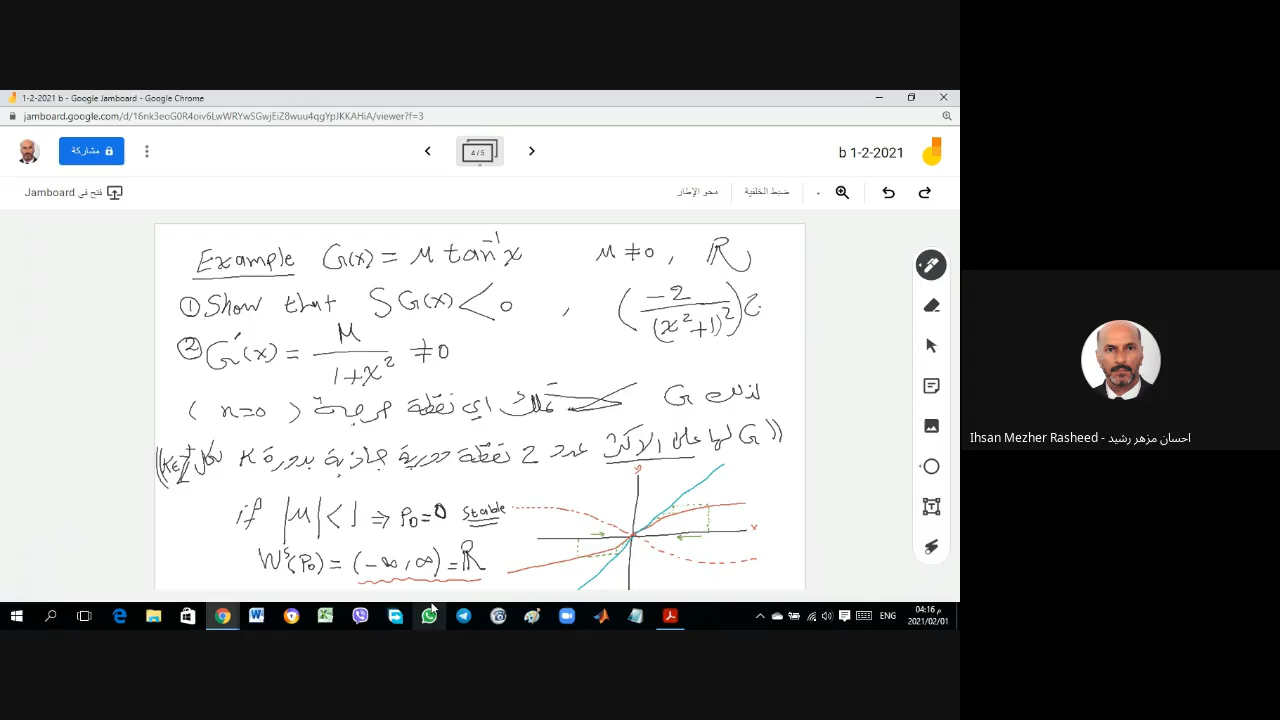 1-2-2021 b - Google Jamboard - Google Chrome
jamboard.google.com/d/16nk3eoG0R4oiv6LwWRYwSGwjEiZ8wuu4qgYpJKKAHiA/viewer?f=3
مشاركة
4/5
b 1-2-2021
فتح في Jamboard
محو الإطار
ضبط الخلفية
Example G(x) = μ tan⁻¹x μ ≠ 0, ℝ
① Show that SG(x) < 0 , (-2/(x²+1)²)
② G'(x) = μ/(1+x²) ≠ 0
لذلك G تملك اي نقطة حرجة (x=0)
(( G لها على الاكثر عدد 2 نقطة دورية جاذبة بدورة K لكل K∈Z⁺ ))
if |μ| < 1 ⇒ P₀=0 stable
Wˢ(P₀) = (-∞, ∞) = ℝ
y
x
Ihsan Mezher Rasheed - احسان مزهر رشيد
ENG
04:16 م
2021/02/01